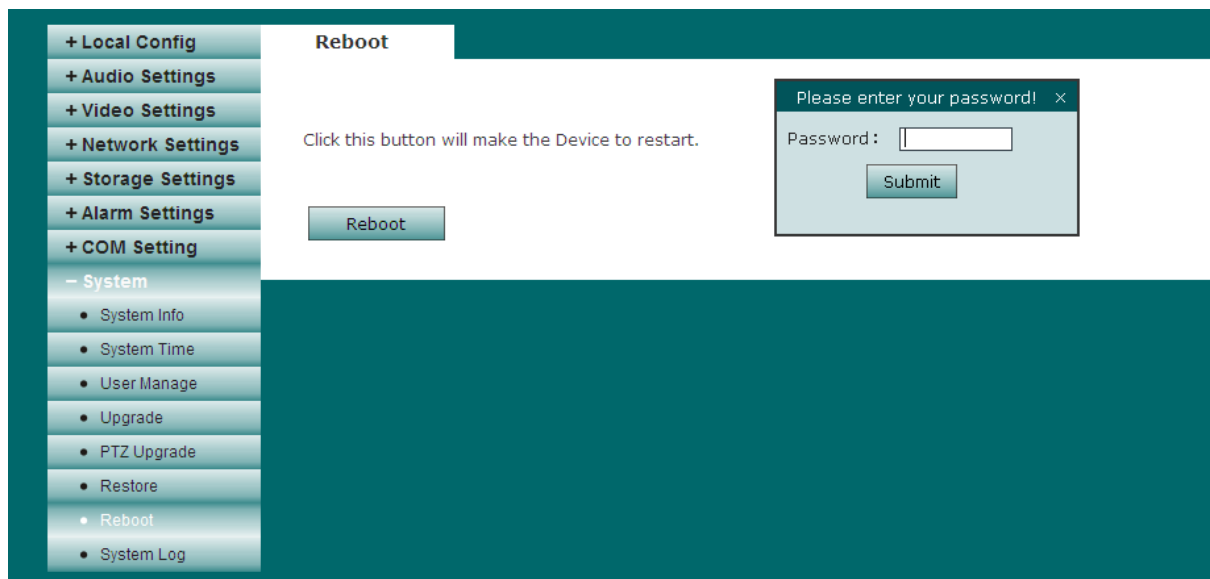 + Local Config
+ Audio Settings
+ Video Settings
+ Network Settings
+ Storage Settings
+ Alarm Settings
+ COM Setting
– System
• System Info
• System Time
• User Manage
• Upgrade
• PTZ Upgrade
• Restore
• Reboot
• System Log
Reboot
Click this button will make the Device to restart.
Reboot
Please enter your password! ×
Password:
Submit